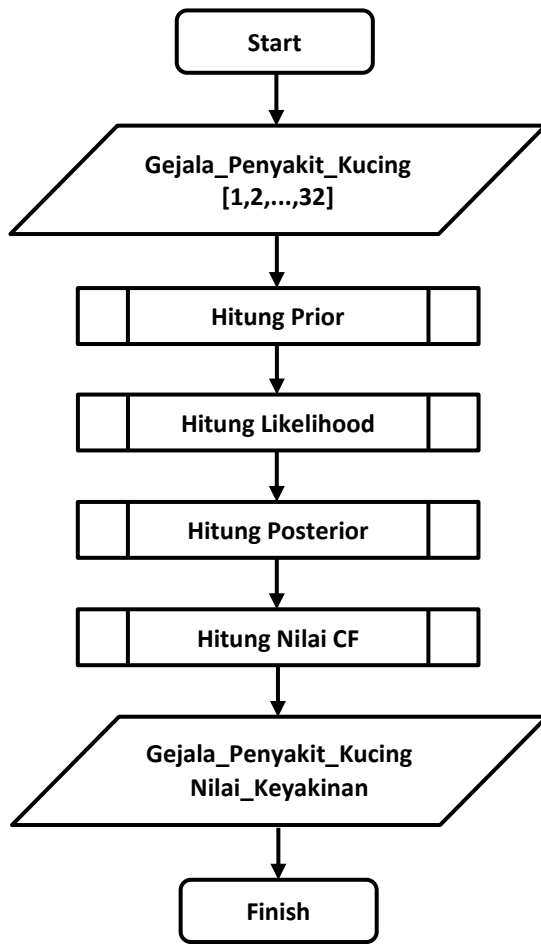 Start
Gejala_Penyakit_Kucing
[1,2,...,32]
Hitung Prior
Hitung Likelihood
Hitung Posterior
Hitung Nilai CF
Gejala_Penyakit_Kucing
Nilai_Keyakinan
Finish